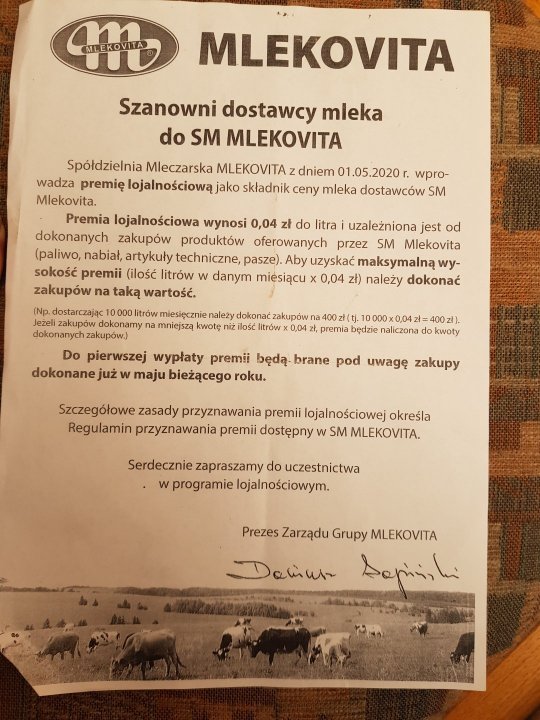 MLEKOVITA
MLEKOVITA
Szanowni dostawcy mleka
do SM MLEKOVITA
Spółdzielnia Mleczarska MLEKOVITA z dniem 01.05.2020 r. wpro-
wadza premię lojalnościową jako składnik ceny mleka dostawców SM
Mlekovita.
Premia lojalnościowa wynosi 0,04 zł do litra i uzależniona jest od
dokonanych zakupów produktów oferowanych przez SM Mlekovita
(paliwo, nabiał, artykuły techniczne, pasze). Aby uzyskać maksymalną wy-
sokość premii (ilość litrów w danym miesiącu x 0,04 zł) należy dokonać
zakupów na taką wartość.
(Np. dostarczając 10 000 litrów miesięcznie należy dokonać zakupów na 400 zł ( tj. 10 000 x 0,04 zł = 400 zł ).
Jeżeli zakupów dokonamy na mniejszą kwotę niż ilość litrów x 0,04 zł, premia będzie naliczona do kwoty
dokonanych zakupów.)
Do pierwszej wypłaty premii będą brane pod uwagę zakupy
dokonane już w maju bieżącego roku.
Szczegółowe zasady przyznawania premii lojalnościowej określa
Regulamin przyznawania premii dostępny w SM MLEKOVITA.
Serdecznie zapraszamy do uczestnictwa
w programie lojalnościowym.
Prezes Zarządu Grupy MLEKOVITA
Dariusz Sapiński